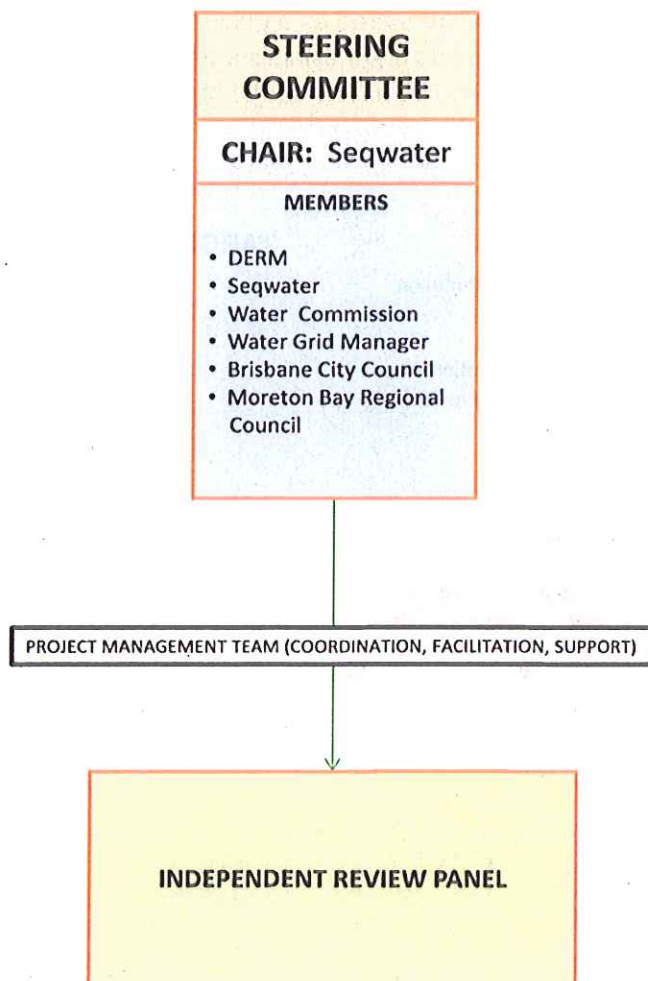 STEERING
COMMITTEE
CHAIR: Seqwater
MEMBERS
• DERM
• Seqwater
• Water Commission
• Water Grid Manager
• Brisbane City Council
• Moreton Bay Regional
Council
PROJECT MANAGEMENT TEAM (COORDINATION, FACILITATION, SUPPORT)
INDEPENDENT REVIEW PANEL